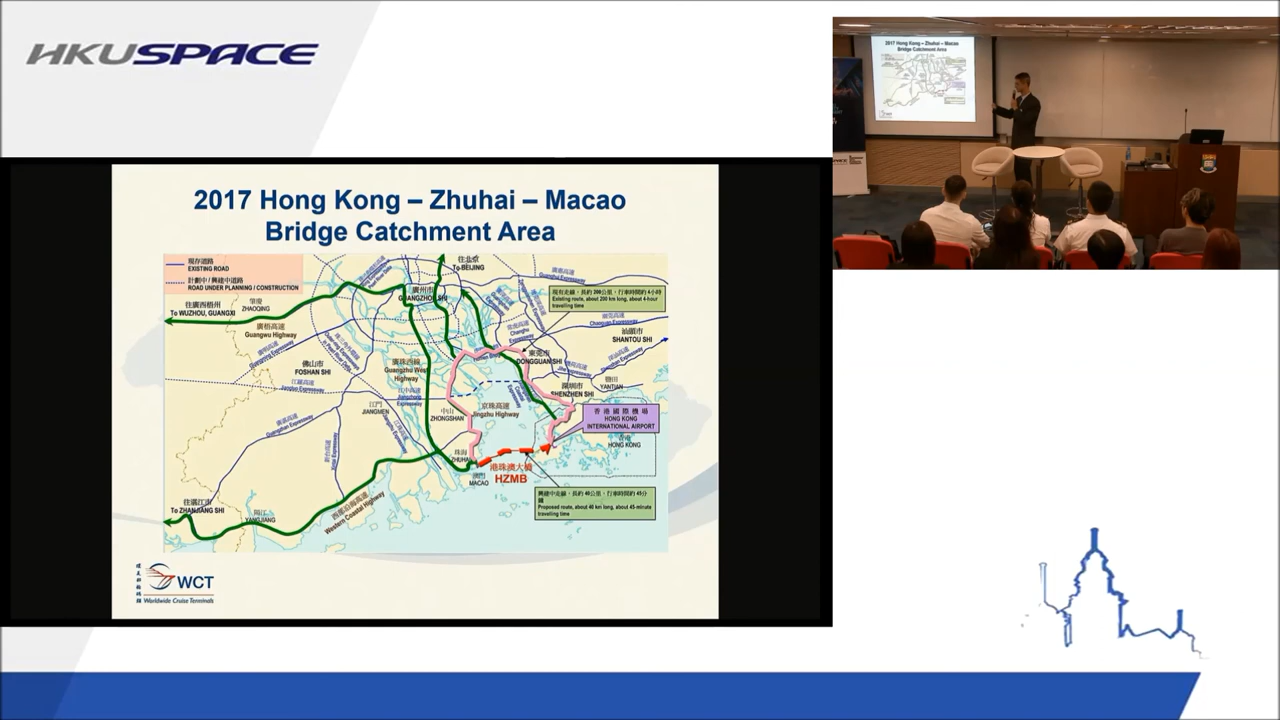 HKUSPACE
2017 Hong Kong – Zhuhai – Macao
Bridge Catchment Area
2017 Hong Kong – Zhuhai – Macao
Bridge Catchment Area
現存道路
EXISTING ROAD
計劃中/興建中道路
ROAD UNDER PLANNING / CONSTRUCTION
往北京
To BEIJING
廣州市
GUANGZHOU SHI
現有走線，長約200公里，行車時間約4小時
Existing route, about 200 km long, about 4-hour
travelling time
往廣西梧州
To WUZHOU, GUANGXI
肇慶
ZHAOQING
廣梧高速
Guangwu Highway
汕頭市
SHANTOU SHI
佛山市
FOSHAN SHI
廣珠西線
Guangzhu West
Highway
東莞市
DONGGUAN SHI
深圳市
SHENZHEN SHI
鹽田
YANTIAN
江門
JIANGMEN
中山
ZHONGSHAN
京珠高速
Jingzhu Highway
香港國際機場
HONG KONG
INTERNATIONAL AIRPORT
香港
HONG KONG
珠海
ZHUHAI
澳門
MACAO
港珠澳大橋
HZMB
往湛江市
To ZHANJIANG SHI
陽江
YANGJIANG
西部沿海高速
Western Coastal Highway
興建中走線，長約40公里，行車時間約45分
鐘
Proposed route, about 40 km long, about 45-minute
travelling time
WCT
Worldwide Cruise Terminals